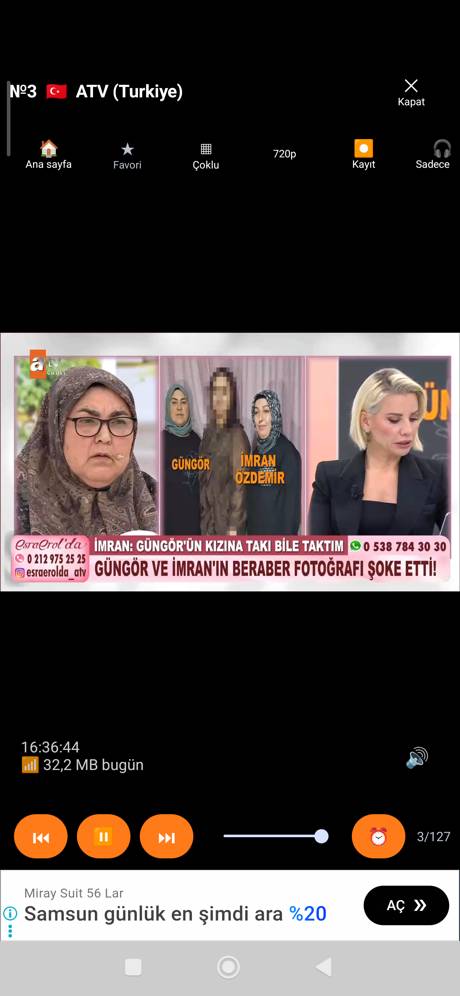 №3 🇹🇷 ATV (Turkiye)
Kapat
Ana sayfa
Favori
Çoklu
720p
Kayıt
Sadece
a
GÜNGÖR
İMRAN
ÖZDEMİR
ÜN
esraerol'da
0 212 975 25 25
esraerolda_atv
İMRAN: GÜNGÖR'ÜN KIZINA TAKI BİLE TAKTIM
0 538 784 30 30
GÜNGÖR VE İMRAN'IN BERABER FOTOĞRAFI ŞOKE ETTİ!
16:36:44
32,2 MB bugün
3/127
Miray Suit 56 Lar
Samsun günlük en şimdi ara %20
AÇ